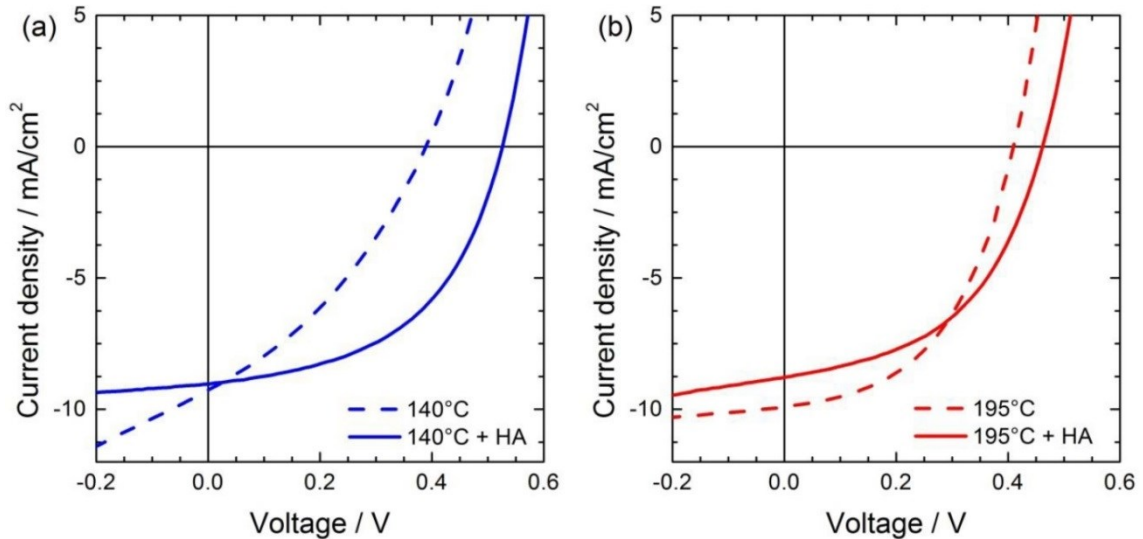 (a)
5
0
-5
-10
Current density / mA/cm²
-0.2 0.0 0.2 0.4 0.6
Voltage / V
140°C
140°C + HA
(b)
5
0
-5
-10
Current density / mA/cm²
-0.2 0.0 0.2 0.4 0.6
Voltage / V
195°C
195°C + HA